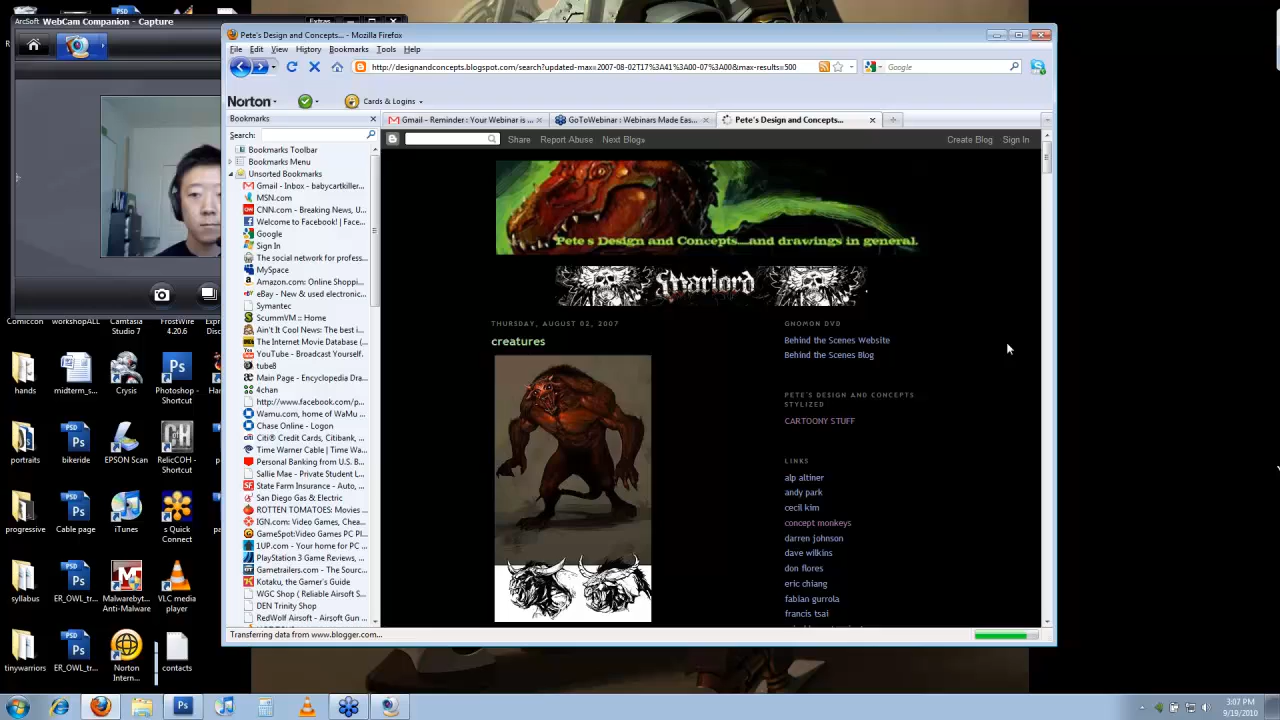 ArcSoft WebCam Companion - Capture
Extras
Pete's Design and Concepts... - Mozilla Firefox
File Edit View History Bookmarks Tools Help
http://designandconcepts.blogspot.com/search?updated-max=2007-08-02T17%3A41%3A00-07%3A00&max-results=500
Google
Norton
Cards & Logins
Bookmarks
Gmail - Reminder : Your Webinar is ...
GoToWebinar : Webinars Made Eas...
Pete's Design and Concepts...
Search:
Share Report Abuse Next Blog» Create Blog Sign In
Bookmarks Toolbar
Bookmarks Menu
Unsorted Bookmarks
Gmail - Inbox - babycartkiller...
MSN.com
CNN.com - Breaking News, U...
Welcome to Facebook! | Face...
Google
Sign In
The social network for profess...
MySpace
Amazon.com: Online Shoppi...
eBay - New & used electronic...
Symantec
ScummVM :: Home
Ain't It Cool News: The best i...
The Internet Movie Database (...
YouTube - Broadcast Yourself.
tube8
Main Page - Encyclopedia Dra...
4chan
http://www.facebook.com/p...
Wamu.com, home of WaMu ...
Chase Online - Logon
Citi® Credit Cards, Citibank, ...
Time Warner Cable | Time Wa...
Personal Banking from U.S. B...
Sallie Mae - Private Student L...
State Farm Insurance - Auto, ...
San Diego Gas & Electric
ROTTEN TOMATOES: Movies ...
IGN.com: Video Games, Chea...
GameSpot:Video Games PC Pl...
1UP.com - Your home for PC ...
PlayStation 3 Game Reviews, ...
Gametrailers.com - The Sourc...
Kotaku, the Gamer's Guide
WGC Shop ( Reliable Airsoft S...
DEN Trinity Shop
RedWolf Airsoft - Airsoft Gun ...
Pete's Design and Concepts....and drawings in general.
Warlord
THURSDAY, AUGUST 02, 2007
creatures
GNOMON DVD
Behind the Scenes Website
Behind the Scenes Blog
PETE'S DESIGN AND CONCEPTS
STYLIZED
CARTOONY STUFF
LINKS
alp altiner
andy park
cecil kim
concept monkeys
darren johnson
dave wilkins
don flores
eric chiang
fabian gurrola
francis tsai
Transferring data from www.blogger.com...
Comiccon workshopALL Camtasia Studio 7 FrostWire 4.20.6
hands midterm_s... Crysis Photoshop - Shortcut
portraits bikeride EPSON Scan RelicCOH - Shortcut
progressive Cable page iTunes s Quick Connect
syllabus ER_OWL_tr... Malwarebyt... Anti-Malware VLC media player
tinywarriors ER_OWL_tr... Norton Intern... contacts
3:07 PM
9/19/2010